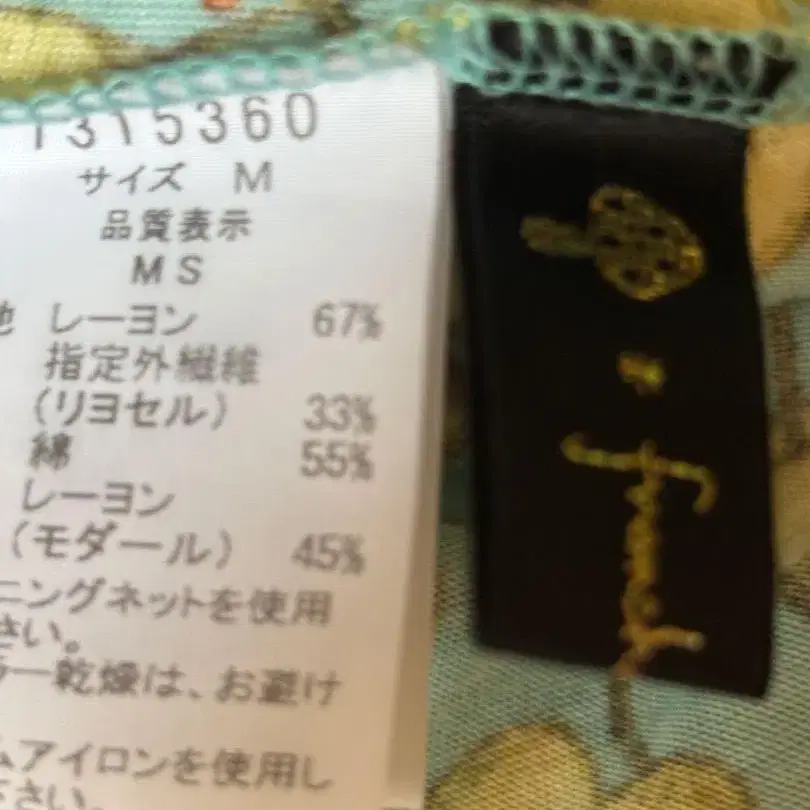 1315360
サイズ M
品質表示
MS
地 レーヨン 67%
指定外繊維
(リヨセル) 33%
綿 55%
レーヨン
(モダール) 45%
ニングネットを使用
さい。
ラー乾燥は、お避け
ムアイロンを使用し
ださい。
french